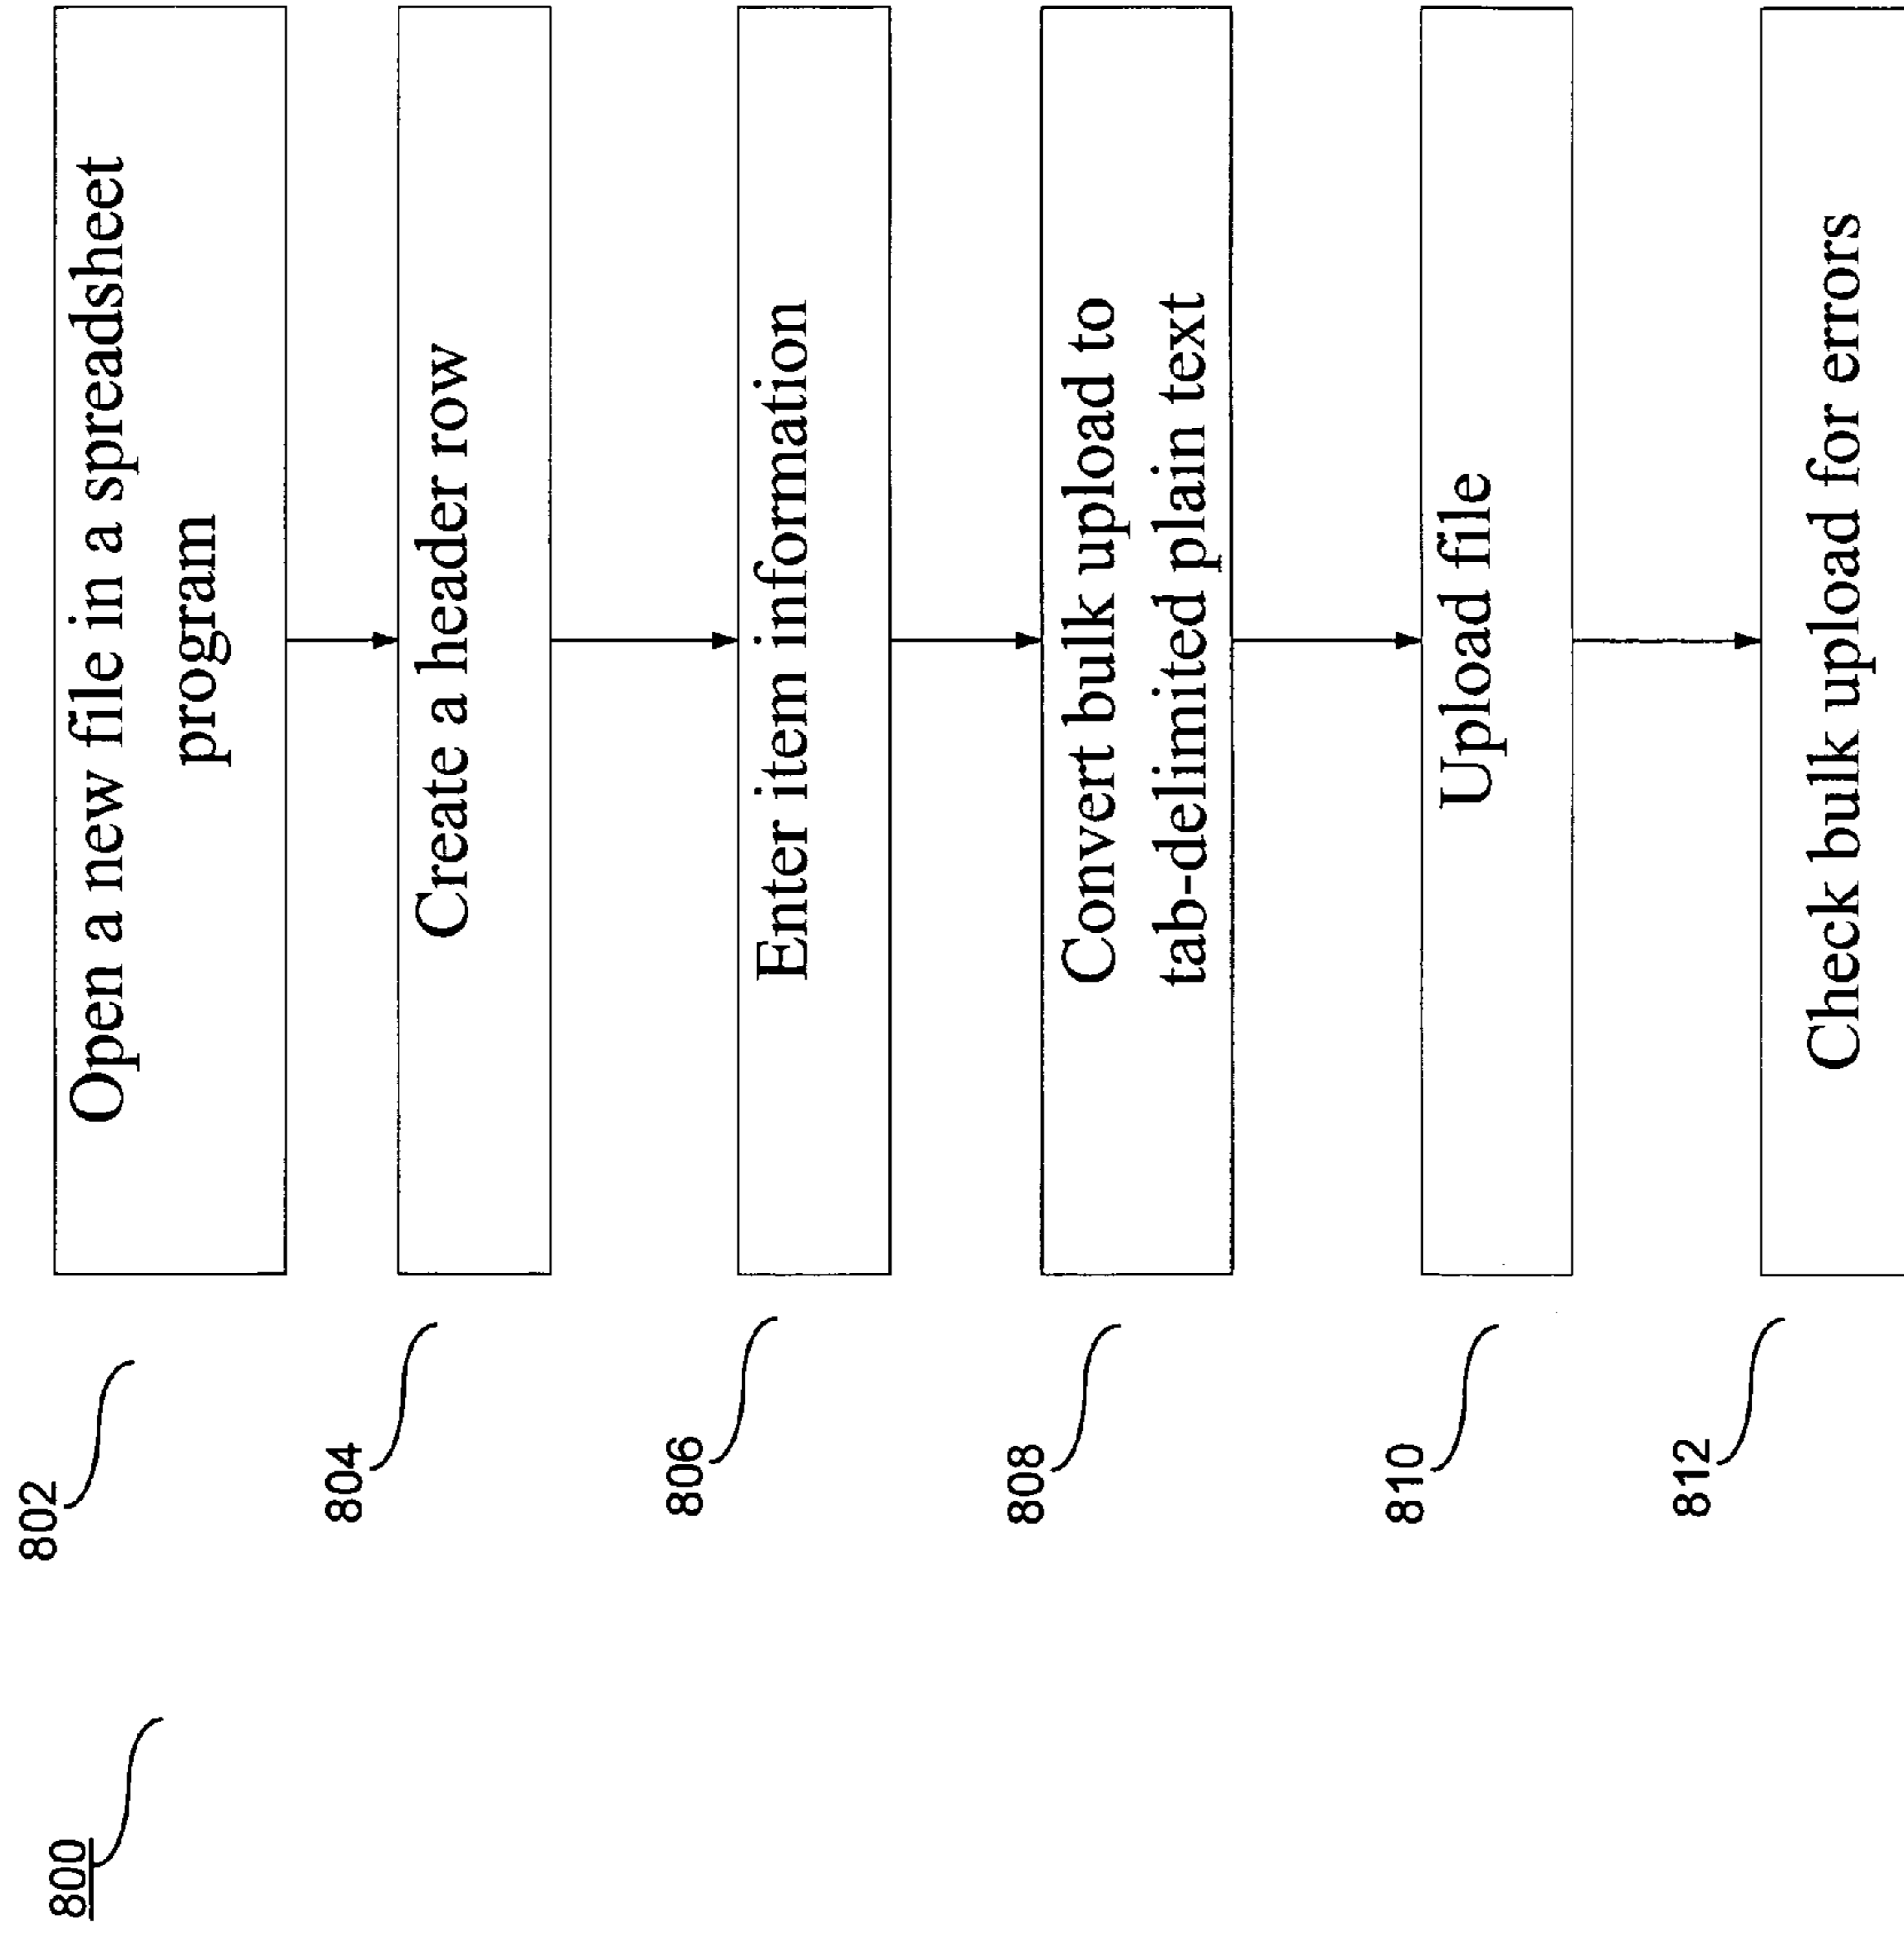 800
802
Open a new file in a spreadsheet
program
804
Create a header row
806
Enter item information
808
Convert bulk upload to
tab-delimited plain text
810
Upload file
812
Check bulk upload for errors